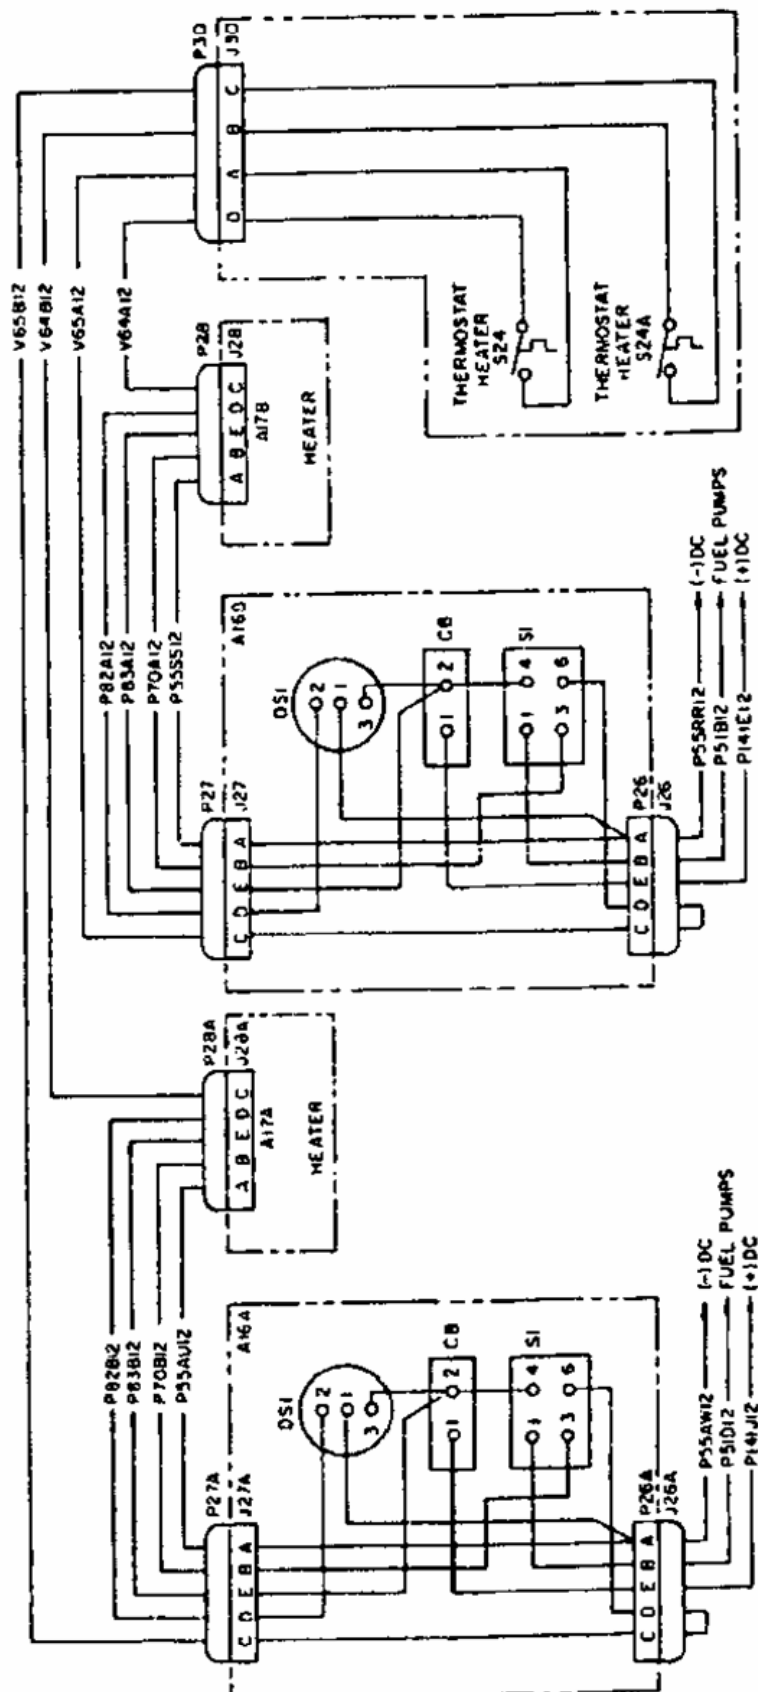 V65B12
V64B12
V65A12
V64A12
P82B12
P83B12
P70B12
P55AU12
P82A12
P83A12
P70A12
P55SS12
P27A
J27A
C D E B A
A16A
DS1
2
1
3
CB
1 2
S1
1 4
3 6
P26A
J26A
C D E B A
P55AW12 (-)DC
P51D12 FUEL PUMPS
P141J12 (+)DC
P28A
J28A
A B E D C
A17A
HEATER
P27
J27
C D E B A
A16B
DS1
2
1
3
CB
1 2
S1
1 4
3 6
P26
J26
C D E B A
P55RR12 (-)DC
P51B12 FUEL PUMPS
P141E12 (+)DC
P28
J28
A B E D C
A17B
HEATER
P30
J30
D A B C
THERMOSTAT
HEATER
S24
THERMOSTAT
HEATER
S24A